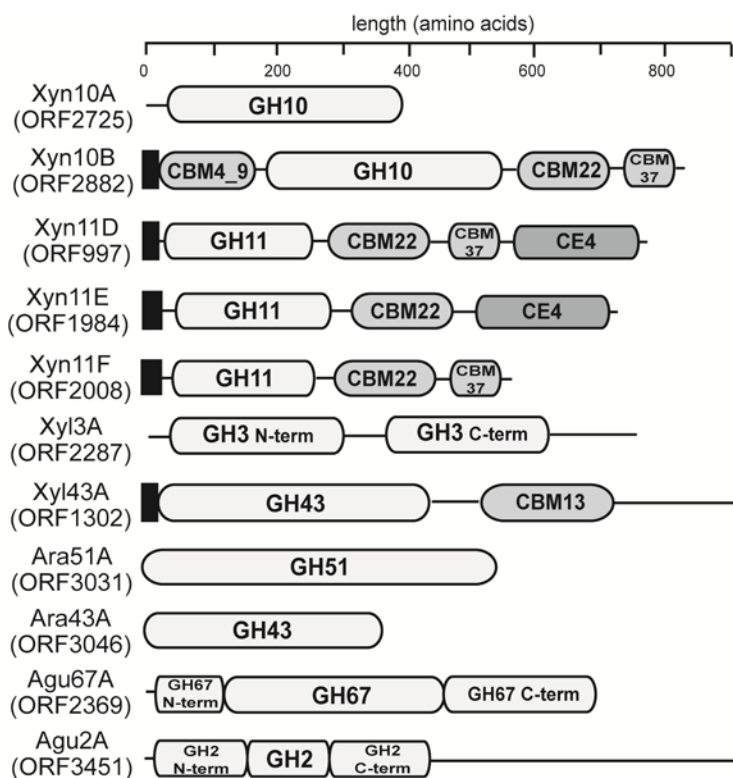 length (amino acids)
0 200 400 600 800
Xyn10A
(ORF2725)
GH10
Xyn10B
(ORF2882)
CBM4_9 GH10 CBM22 CBM
37
Xyn11D
(ORF997)
GH11 CBM22 CBM
37 CE4
Xyn11E
(ORF1984)
GH11 CBM22 CE4
Xyn11F
(ORF2008)
GH11 CBM22 CBM
37
Xyl3A
(ORF2287)
GH3 N-term GH3 C-term
Xyl43A
(ORF1302)
GH43 CBM13
Ara51A
(ORF3031)
GH51
Ara43A
(ORF3046)
GH43
Agu67A
(ORF2369)
GH67
N-term GH67 GH67 C-term
Agu2A
(ORF3451)
GH2
N-term GH2 GH2
C-term